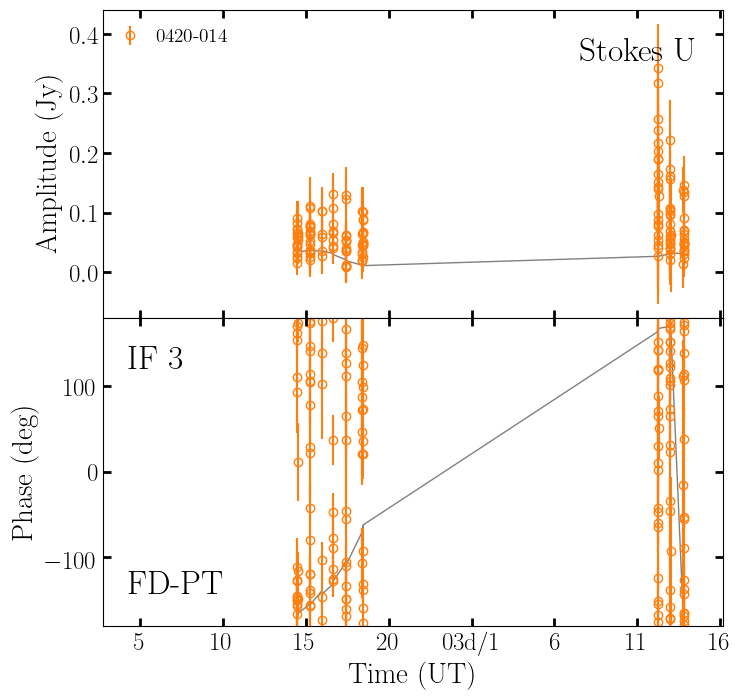 0420-014
Stokes U
Amplitude (Jy)
0.4
0.3
0.2
0.1
0.0
IF 3
FD-PT
Phase (deg)
100
0
−100
5 10 15 20 03d/1 6 11 16
Time (UT)